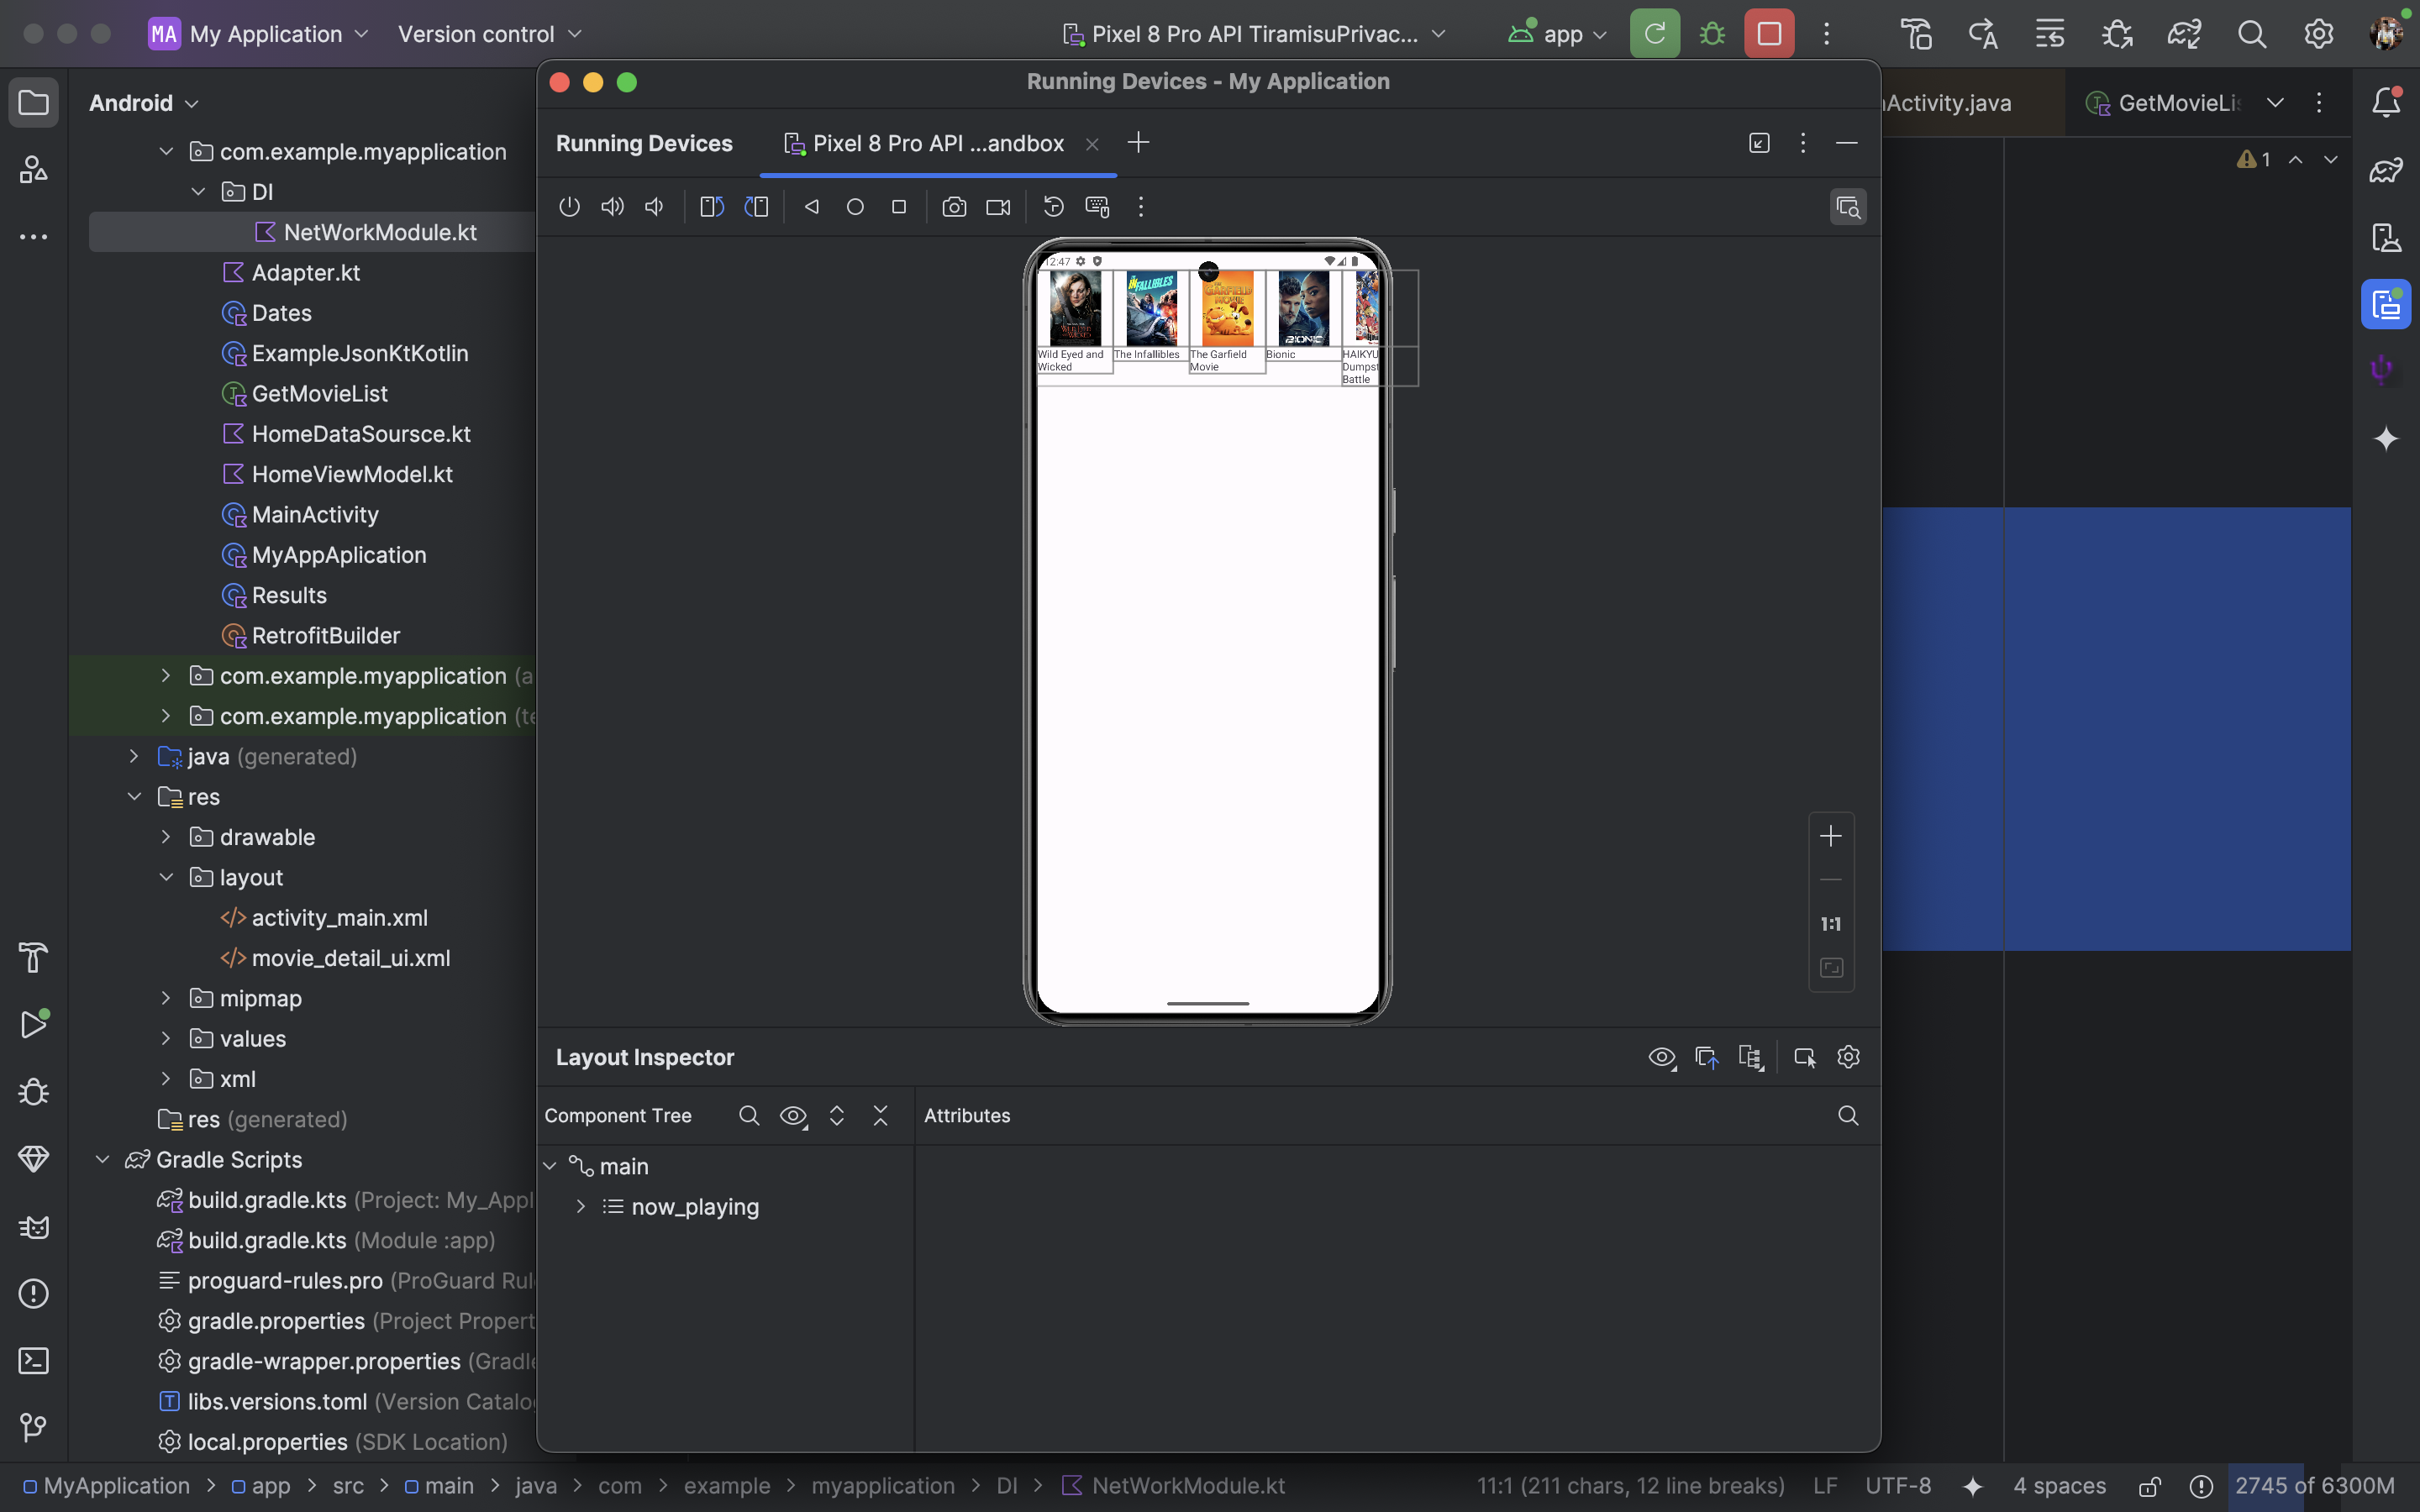 MA My Application
Version control
Pixel 8 Pro API TiramisuPrivac...
app
Android
com.example.myapplication
DI
NetWorkModule.kt
Adapter.kt
Dates
ExampleJsonKtKotlin
GetMovieList
HomeDataSoursce.kt
HomeViewModel.kt
MainActivity
MyAppAplication
Results
RetrofitBuilder
com.example.myapplication (a
com.example.myapplication (te
java (generated)
res
drawable
layout
activity_main.xml
movie_detail_ui.xml
mipmap
values
xml
res (generated)
Gradle Scripts
build.gradle.kts (Project: My_Appl
build.gradle.kts (Module :app)
proguard-rules.pro (ProGuard Rul
gradle.properties (Project Propert
gradle-wrapper.properties (Gradle
libs.versions.toml (Version Catalo
local.properties (SDK Location)
Running Devices - My Application
Running Devices
Pixel 8 Pro API ...andbox
12:47
INFALLIBLES
GARFIELD
MOVIE
BIONIC
Wild Eyed and
Wicked
The Infallibles
The Garfield
Movie
Bionic
HAIKYU
Dumpst
Battle
1:1
Layout Inspector
Component Tree
Attributes
main
now_playing
Activity.java
GetMovieLi
1
MyApplication > app > src > main > java > com > example > myapplication > DI > NetWorkModule.kt
11:1 (211 chars, 12 line breaks)
LF
UTF-8
4 spaces
2745 of 6300M